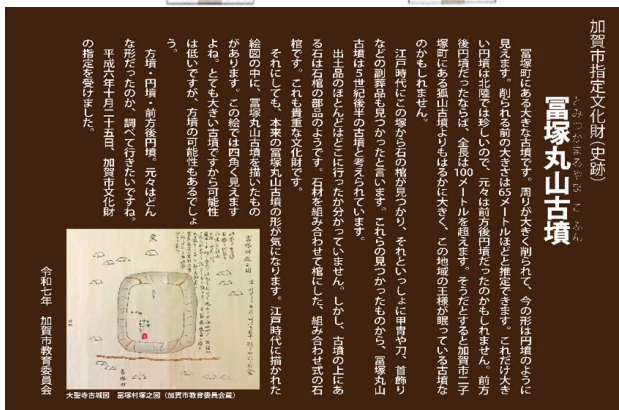 加賀市指定文化財（史跡）
とみつかまるやま こふん
冨塚丸山古墳
冨塚町にある大きな古墳です。周りが大きく削られて、今の形は円墳のように
見えます。削られる前の大きさは65メートルほどと推定できます。これだけ大き
い円墳は北陸では珍しいので、元々は前方後円墳だったのかもしれません。前方
後円墳だったならば、全長は100メートルを超えます。そうだとすると加賀市二子
塚町にある狐山古墳よりもはるかに大きく、この地域の王様が眠っている古墳な
のかもしれません。
江戸時代にこの塚から石の棺が見つかり、それといっしょに甲冑や刀、首飾り
などの副葬品も見つかったと言います。これらの見つかったものから、冨塚丸山
古墳は5世紀後半の古墳と考えられています。
出土品のほとんどはどこに行ったか分かっていません。しかし、古墳の上にあ
る石は石棺の部品のようです。石材を組み合わせて棺にした、組み合わせ式の石
棺です。これも貴重な文化財です。
それにしても、本来の冨塚丸山古墳の形が気になります。江戸時代に描かれた
絵図の中に、冨塚丸山古墳を描いたもの
があります。この絵では四角く見えます
よね。とても大きい古墳ですから可能性
は低いですが、方墳の可能性もあるでしょ
う。
方墳・円墳・前方後円墳。元々はどん
な形だったのか、調べて行きたいですね。
平成六年十月二十五日、加賀市文化財
の指定を受けました。
令和七年 加賀市教育委員会
大聖寺古城図 冨塚村塚之図（加賀市教育委員会蔵）